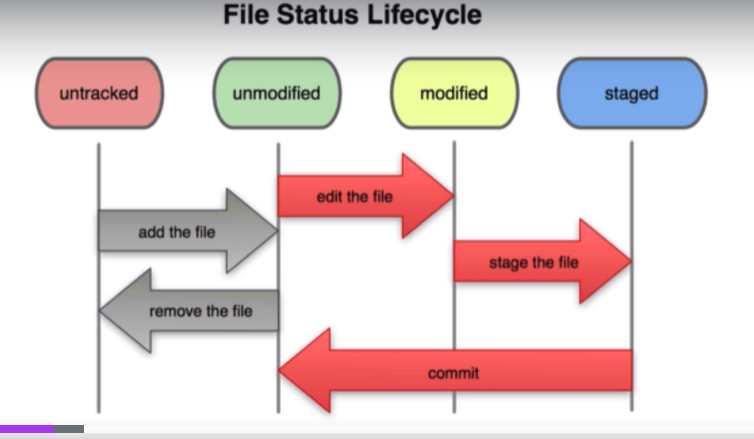 File Status Lifecycle
untracked
unmodified
modified
staged
edit the file
add the file
stage the file
remove the file
commit